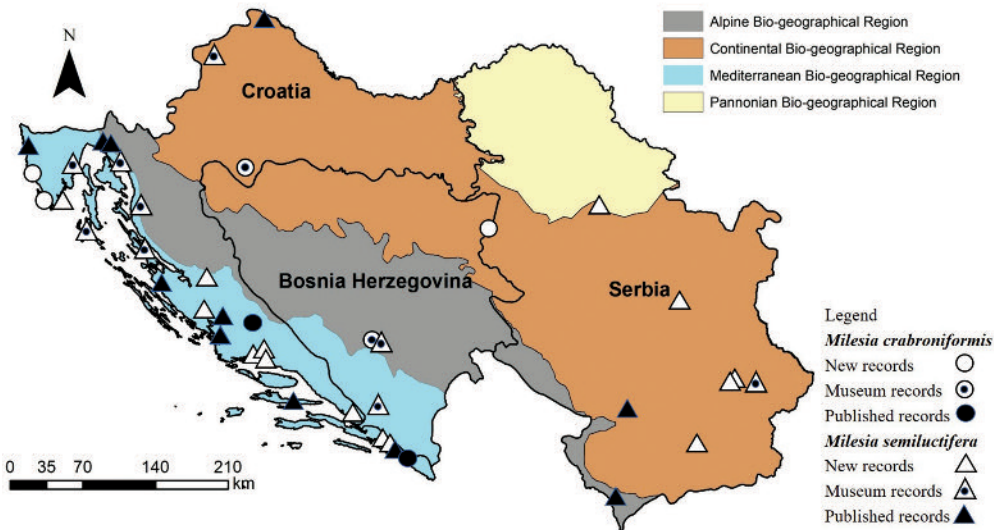 Alpine Bio-geographical Region
Continental Bio-geographical Region
Mediterranean Bio-geographical Region
Pannonian Bio-geographical Region
N
Croatia
Bosnia Herzegovina
Serbia
Legend
Milesia crabroniformis
New records
Museum records
Published records
Milesia semiluctifera
New records
Museum records
Published records
0 35 70 140 210
km